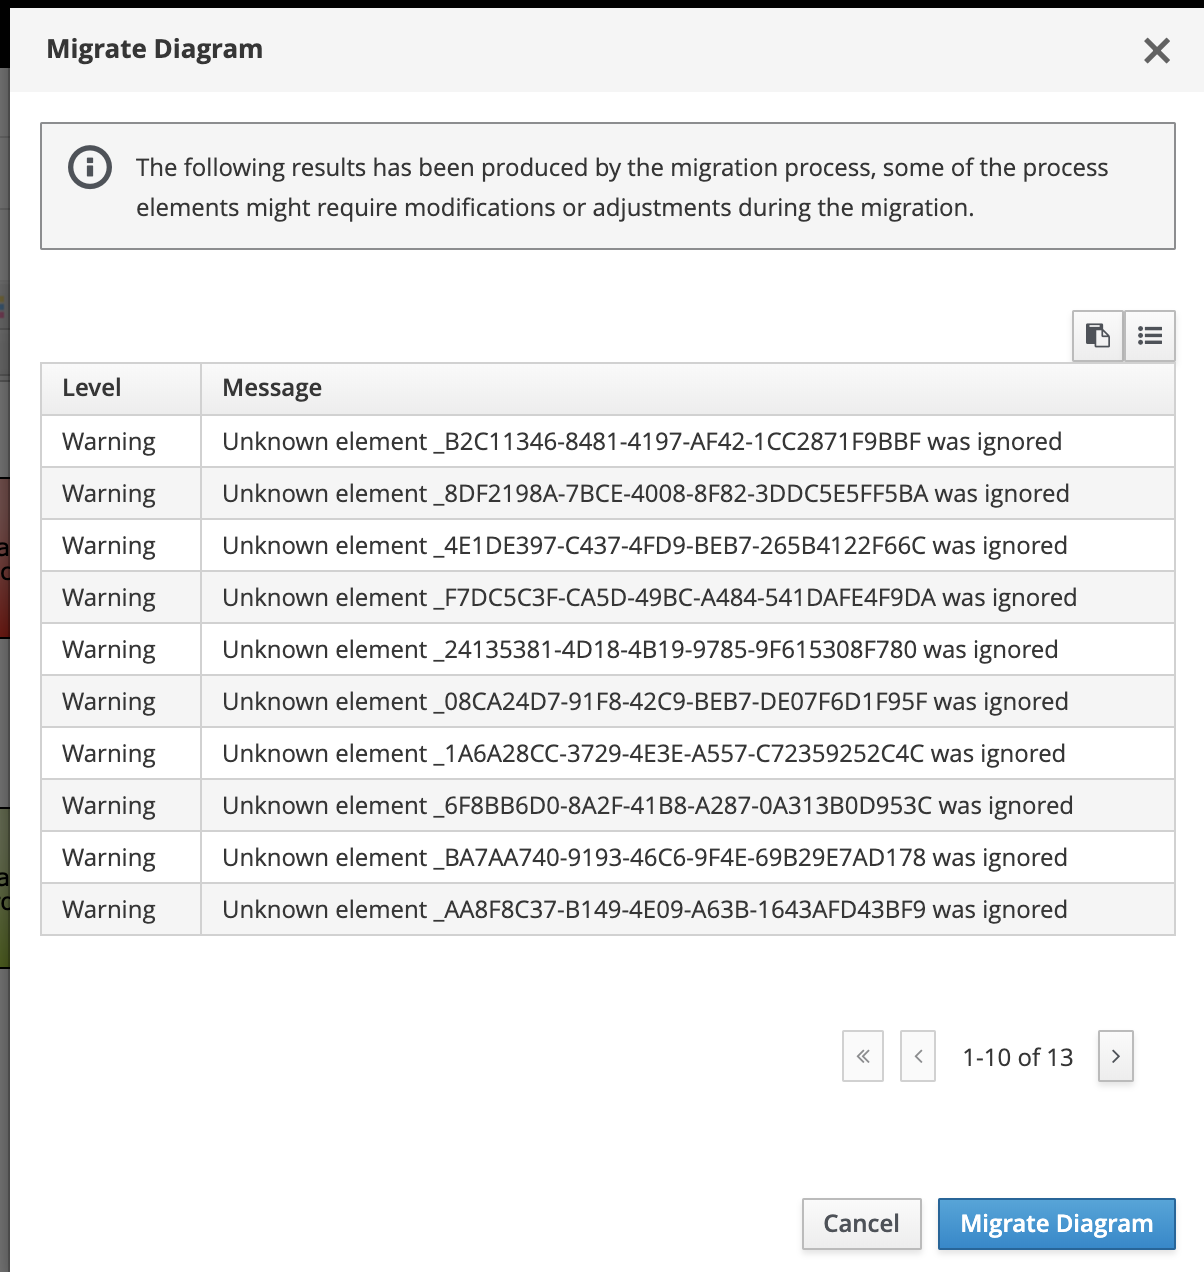 Migrate Diagram
The following results has been produced by the migration process, some of the process
elements might require modifications or adjustments during the migration.
Level Message
Warning Unknown element _B2C11346-8481-4197-AF42-1CC2871F9BBF was ignored
Warning Unknown element _8DF2198A-7BCE-4008-8F82-3DDC5E5FF5BA was ignored
Warning Unknown element _4E1DE397-C437-4FD9-BEB7-265B4122F66C was ignored
Warning Unknown element _F7DC5C3F-CA5D-49BC-A484-541DAFE4F9DA was ignored
Warning Unknown element _24135381-4D18-4B19-9785-9F615308F780 was ignored
Warning Unknown element _08CA24D7-91F8-42C9-BEB7-DE07F6D1F95F was ignored
Warning Unknown element _1A6A28CC-3729-4E3E-A557-C72359252C4C was ignored
Warning Unknown element _6F8BB6D0-8A2F-41B8-A287-0A313B0D953C was ignored
Warning Unknown element _BA7AA740-9193-46C6-9F4E-69B29E7AD178 was ignored
Warning Unknown element _AA8F8C37-B149-4E09-A63B-1643AFD43BF9 was ignored
1-10 of 13
Cancel Migrate Diagram